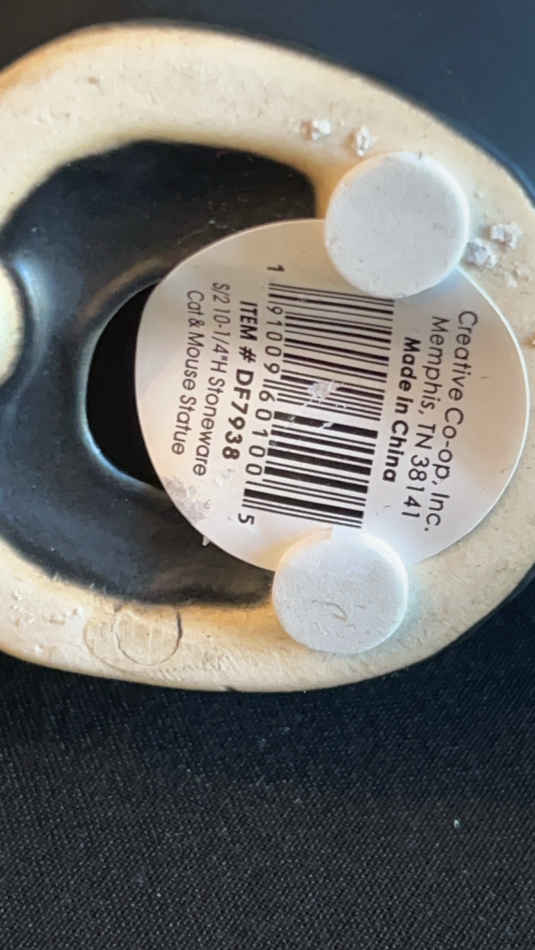 Creative Co-op, Inc.
Memphis, TN 38141
Made in China
1 91009 60100 5
ITEM # DF7938
S/2 10-1/4"H Stoneware
Cat & Mouse Statue